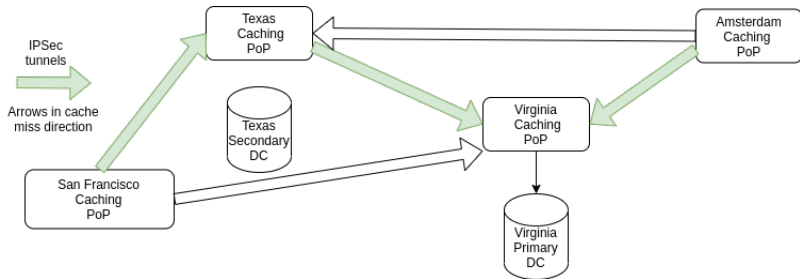 Texas
Caching
PoP
Amsterdam
Caching
PoP
IPSec
tunnels
Arrows in cache
miss direction
Texas
Secondary
DC
Virginia
Caching
PoP
San Francisco
Caching
PoP
Virginia
Primary
DC